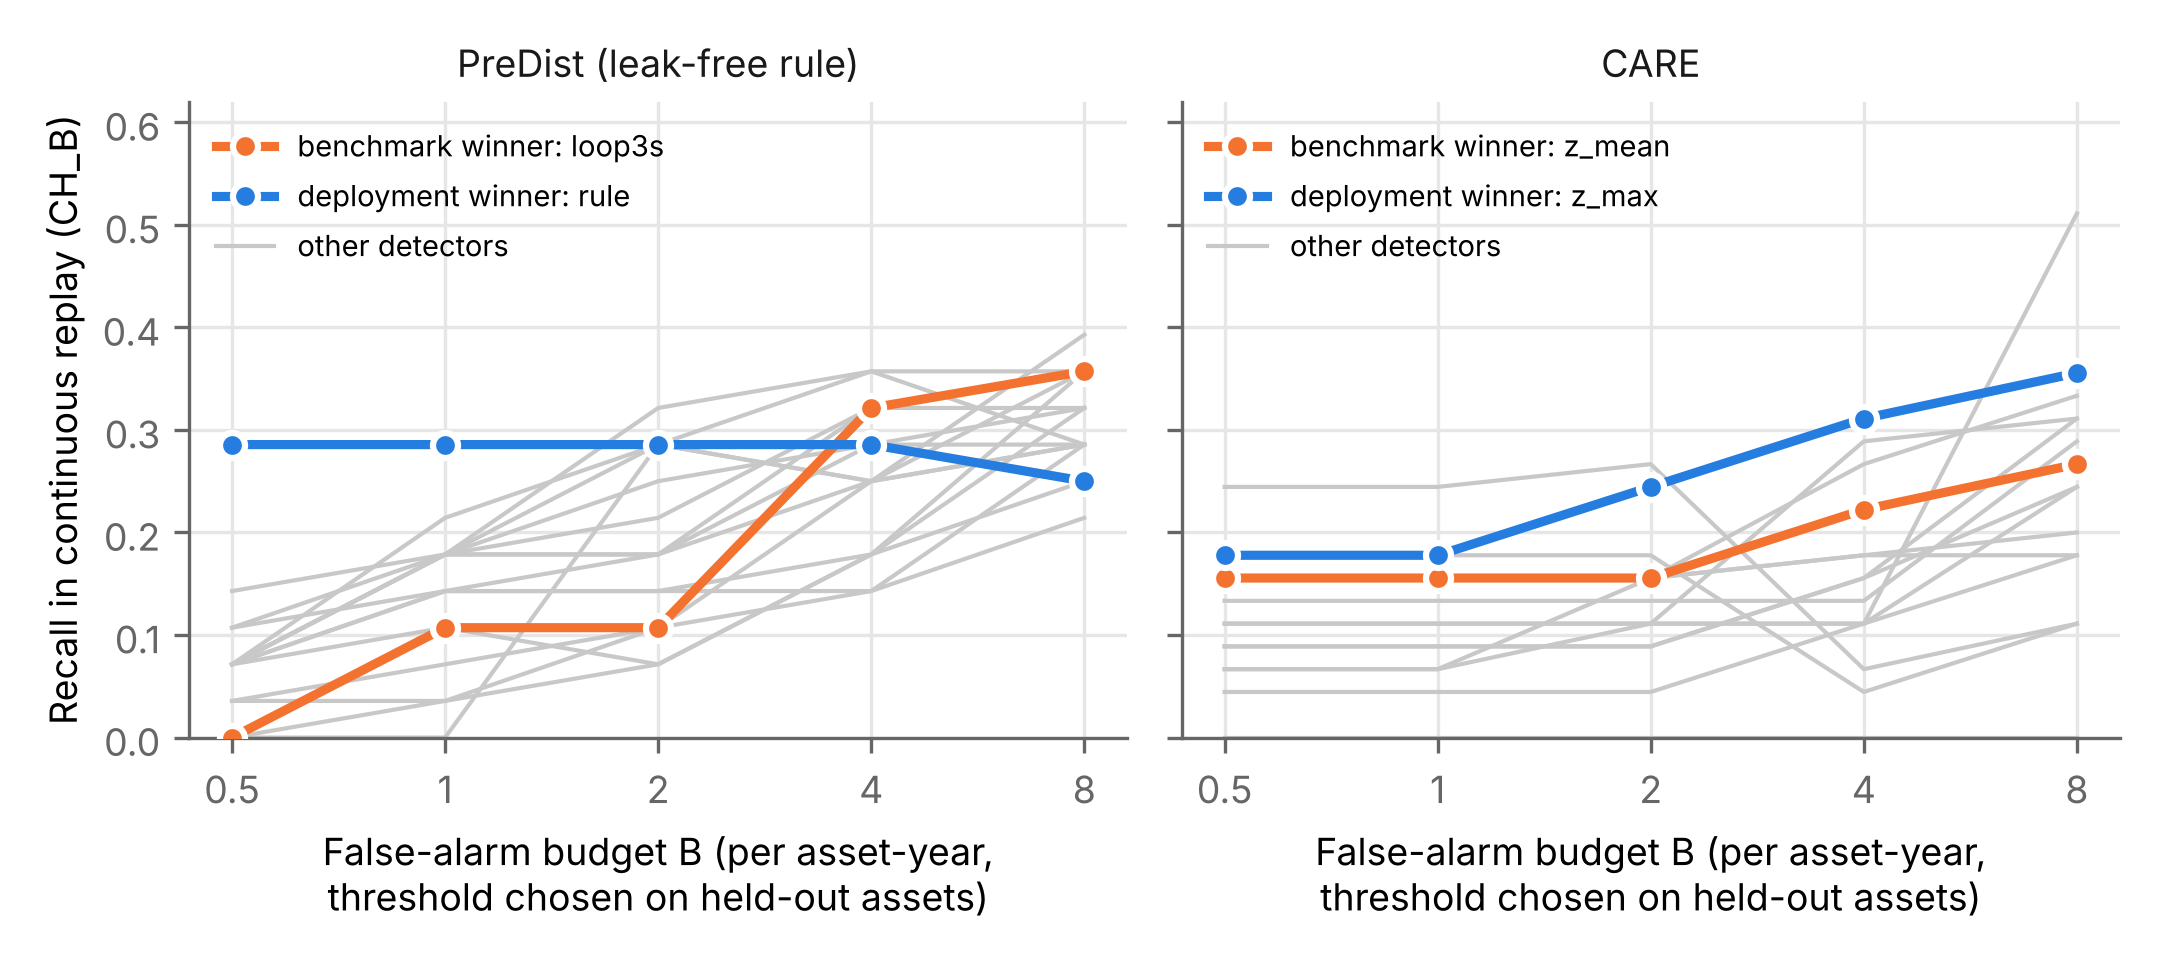 PreDist (leak-free rule)
Recall in continuous replay (CH_B)
0.6
0.5
0.4
0.3
0.2
0.1
0.0
benchmark winner: loop3s
deployment winner: rule
other detectors
0.5 1 2 4 8
False-alarm budget B (per asset-year,
threshold chosen on held-out assets)
CARE
benchmark winner: z_mean
deployment winner: z_max
other detectors
0.5 1 2 4 8
False-alarm budget B (per asset-year,
threshold chosen on held-out assets)